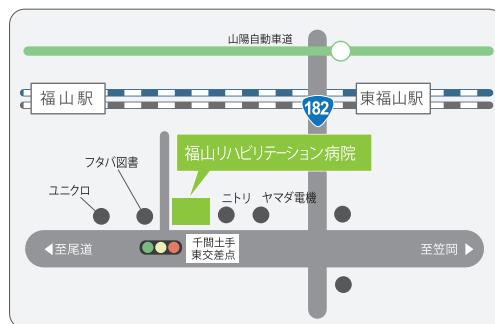 山陽自動車道
福山駅
東福山駅
182
福山リハビリテーション病院
フタバ図書
ユニクロ
ニトリ
ヤマダ電機
千間土手
東交差点
◀至尾道
至笠岡▶